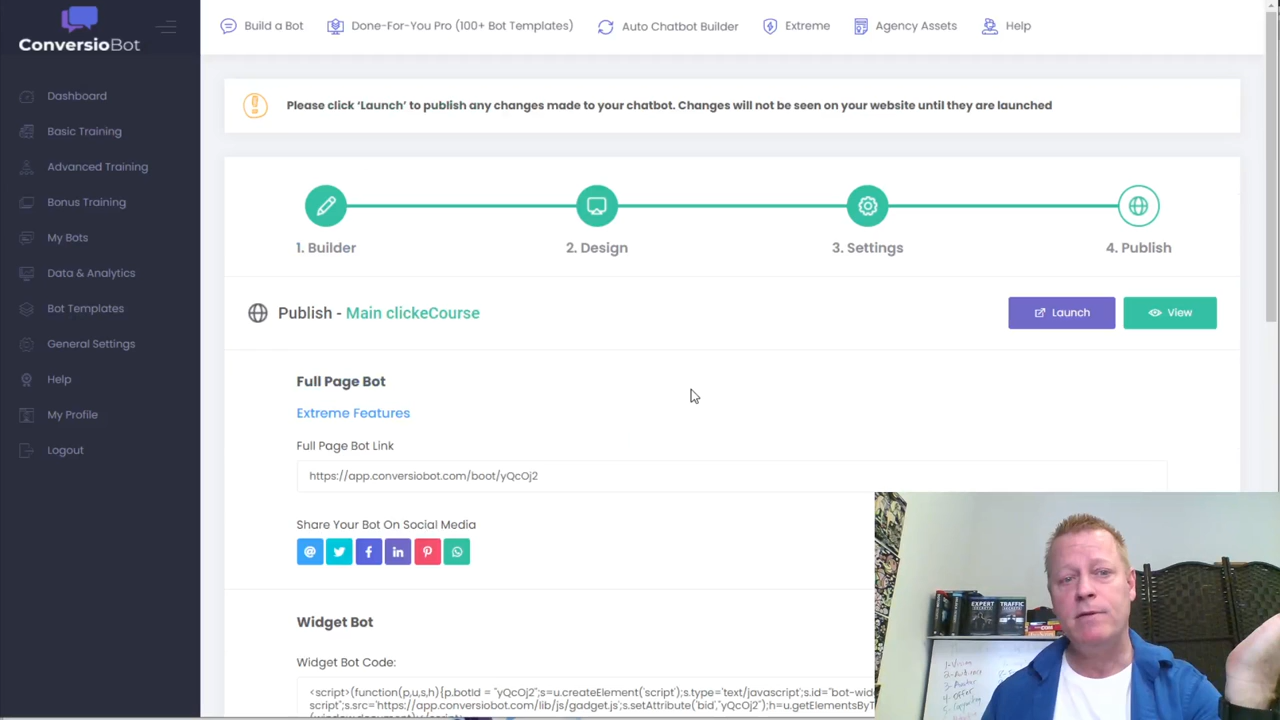 ConversioBot
Build a Bot
Done-For-You Pro (100+ Bot Templates)
Auto Chatbot Builder
Extreme
Agency Assets
Help
Dashboard
Basic Training
Advanced Training
Bonus Training
My Bots
Data & Analytics
Bot Templates
General Settings
Help
My Profile
Logout
Please click ‘Launch’ to publish any changes made to your chatbot. Changes will not be seen on your website until they are launched
1. Builder
2. Design
3. Settings
4. Publish
Publish - Main clickeCourse
Launch
View
Full Page Bot
Extreme Features
Full Page Bot Link
https://app.conversiobot.com/boot/yQcOj2
Share Your Bot On Social Media
Widget Bot
Widget Bot Code:
<script>(function(p,u,s,h){p.botid = "yQcOj2";s=u.createElement('script');s.type='text/javascript';s.id="bot-wid
script";s.src='https://app.conversiobot.com/lib/js/gadget.js';s.setAttribute('bid',"yQcOj2");h=u.getElementsByT
EXPERT
SECRETS
TRAFFIC
SECRETS